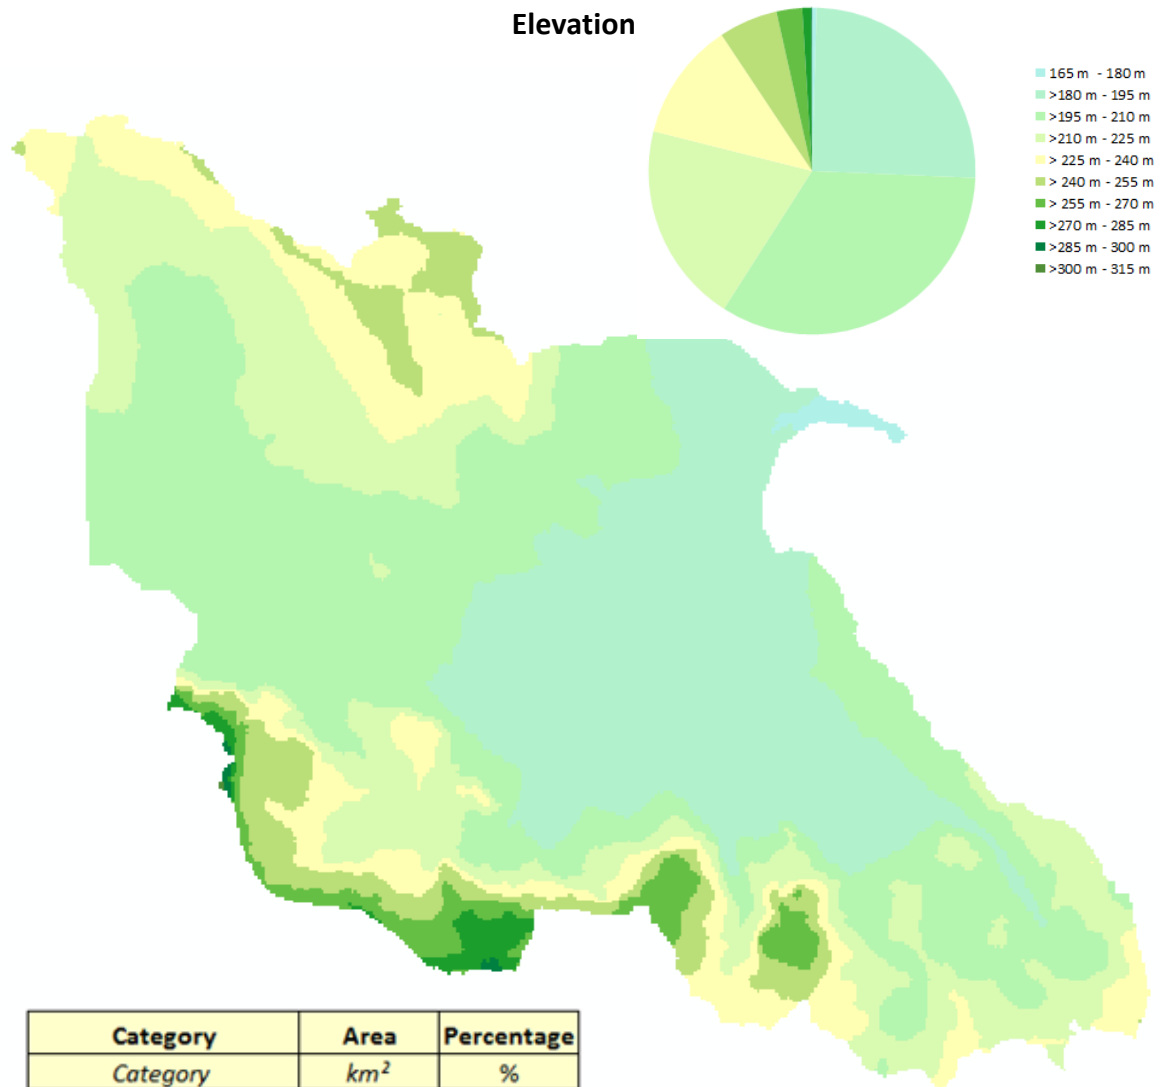 Elevation
165 m - 180 m
>180 m - 195 m
>195 m - 210 m
>210 m - 225 m
> 225 m - 240 m
> 240 m - 255 m
> 255 m - 270 m
>270 m - 285 m
>285 m - 300 m
>300 m - 315 m
Category Area Percentage
Category km² %